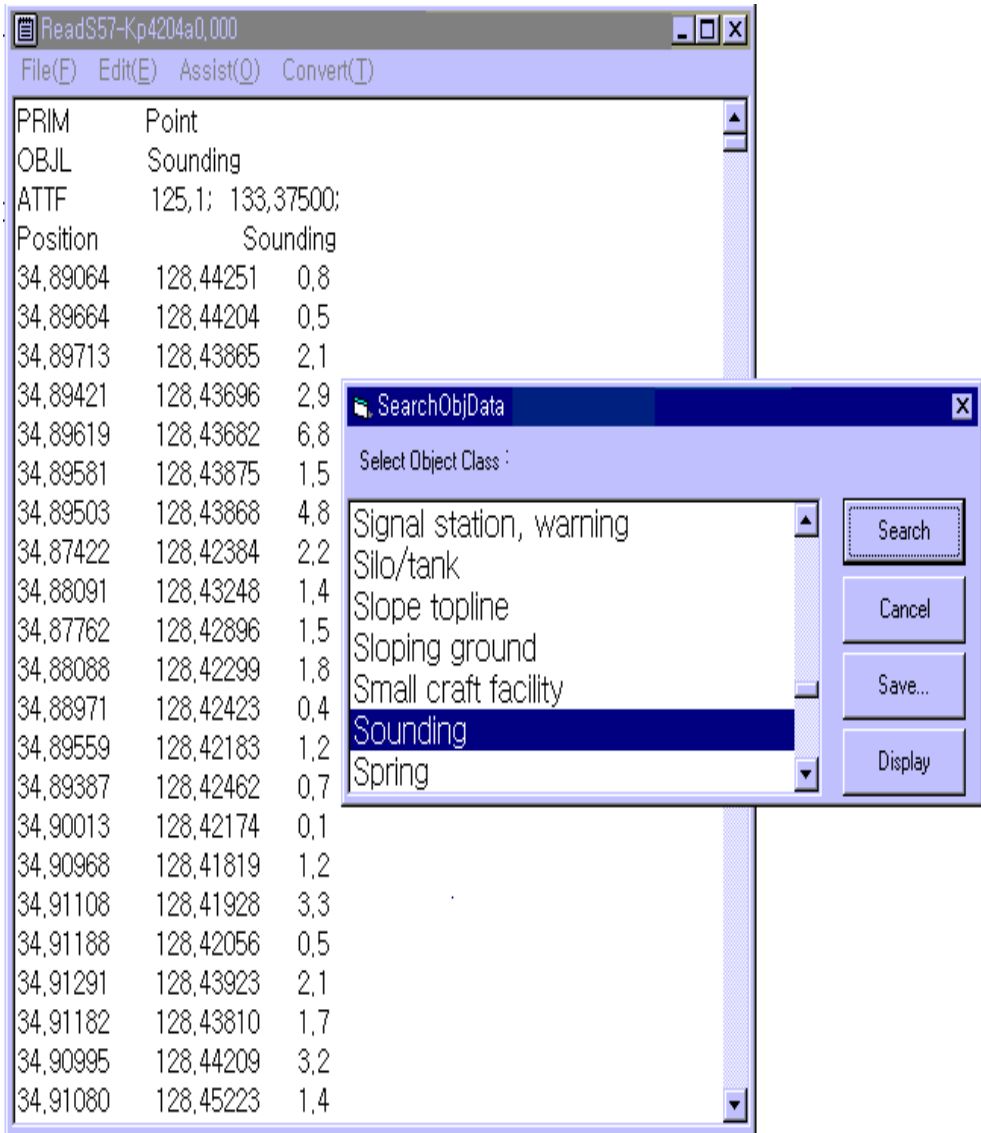 ReadS57-Kp4204a0,000
File(F) Edit(E) Assist(O) Convert(T)
PRIM Point
OBJL Sounding
ATTF 125,1; 133,37500;
Position Sounding
34,89064 128,44251 0,8
34,89664 128,44204 0,5
34,89713 128,43865 2,1
34,89421 128,43696 2,9
34,89619 128,43682 6,8
34,89581 128,43875 1,5
34,89503 128,43868 4,8
34,87422 128,42384 2,2
34,88091 128,43248 1,4
34,87762 128,42896 1,5
34,88088 128,42299 1,8
34,88971 128,42423 0,4
34,89559 128,42183 1,2
34,89387 128,42462 0,7
34,90013 128,42174 0,1
34,90968 128,41819 1,2
34,91108 128,41928 3,3
34,91188 128,42056 0,5
34,91291 128,43923 2,1
34,91182 128,43810 1,7
34,90995 128,44209 3,2
34,91080 128,45223 1,4
SearchObjData
Select Object Class :
Signal station, warning
Silo/tank
Slope topline
Sloping ground
Small craft facility
Sounding
Spring
Search
Cancel
Save...
Display